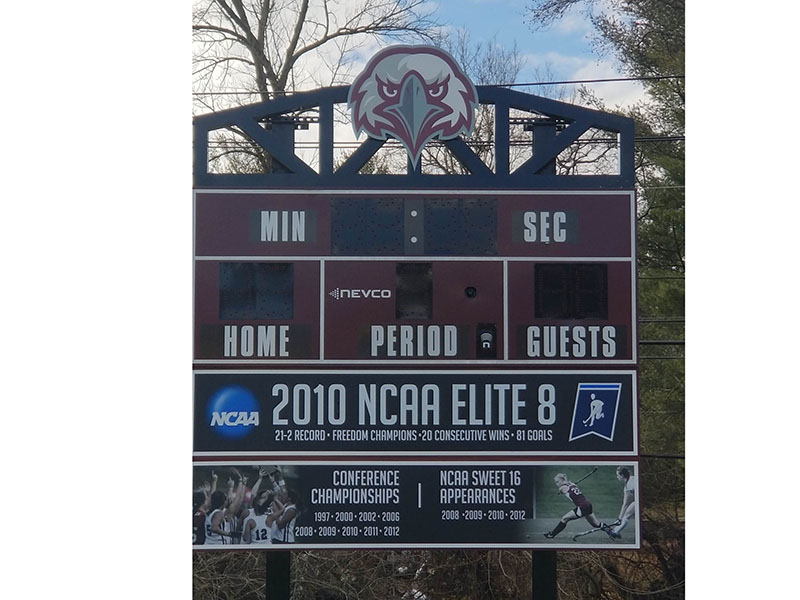 MIN : SEC
NEVCO
HOME PERIOD GUESTS
NCAA 2010 NCAA ELITE 8
21-2 RECORD • FREEDOM CHAMPIONS • 20 CONSECUTIVE WINS • 81 GOALS
CONFERENCE
CHAMPIONSHIPS
1997 • 2000 • 2002 • 2006
2008 • 2009 • 2010 • 2011 • 2012
NCAA SWEET 16
APPEARANCES
2008 • 2009 • 2010 • 2012
12